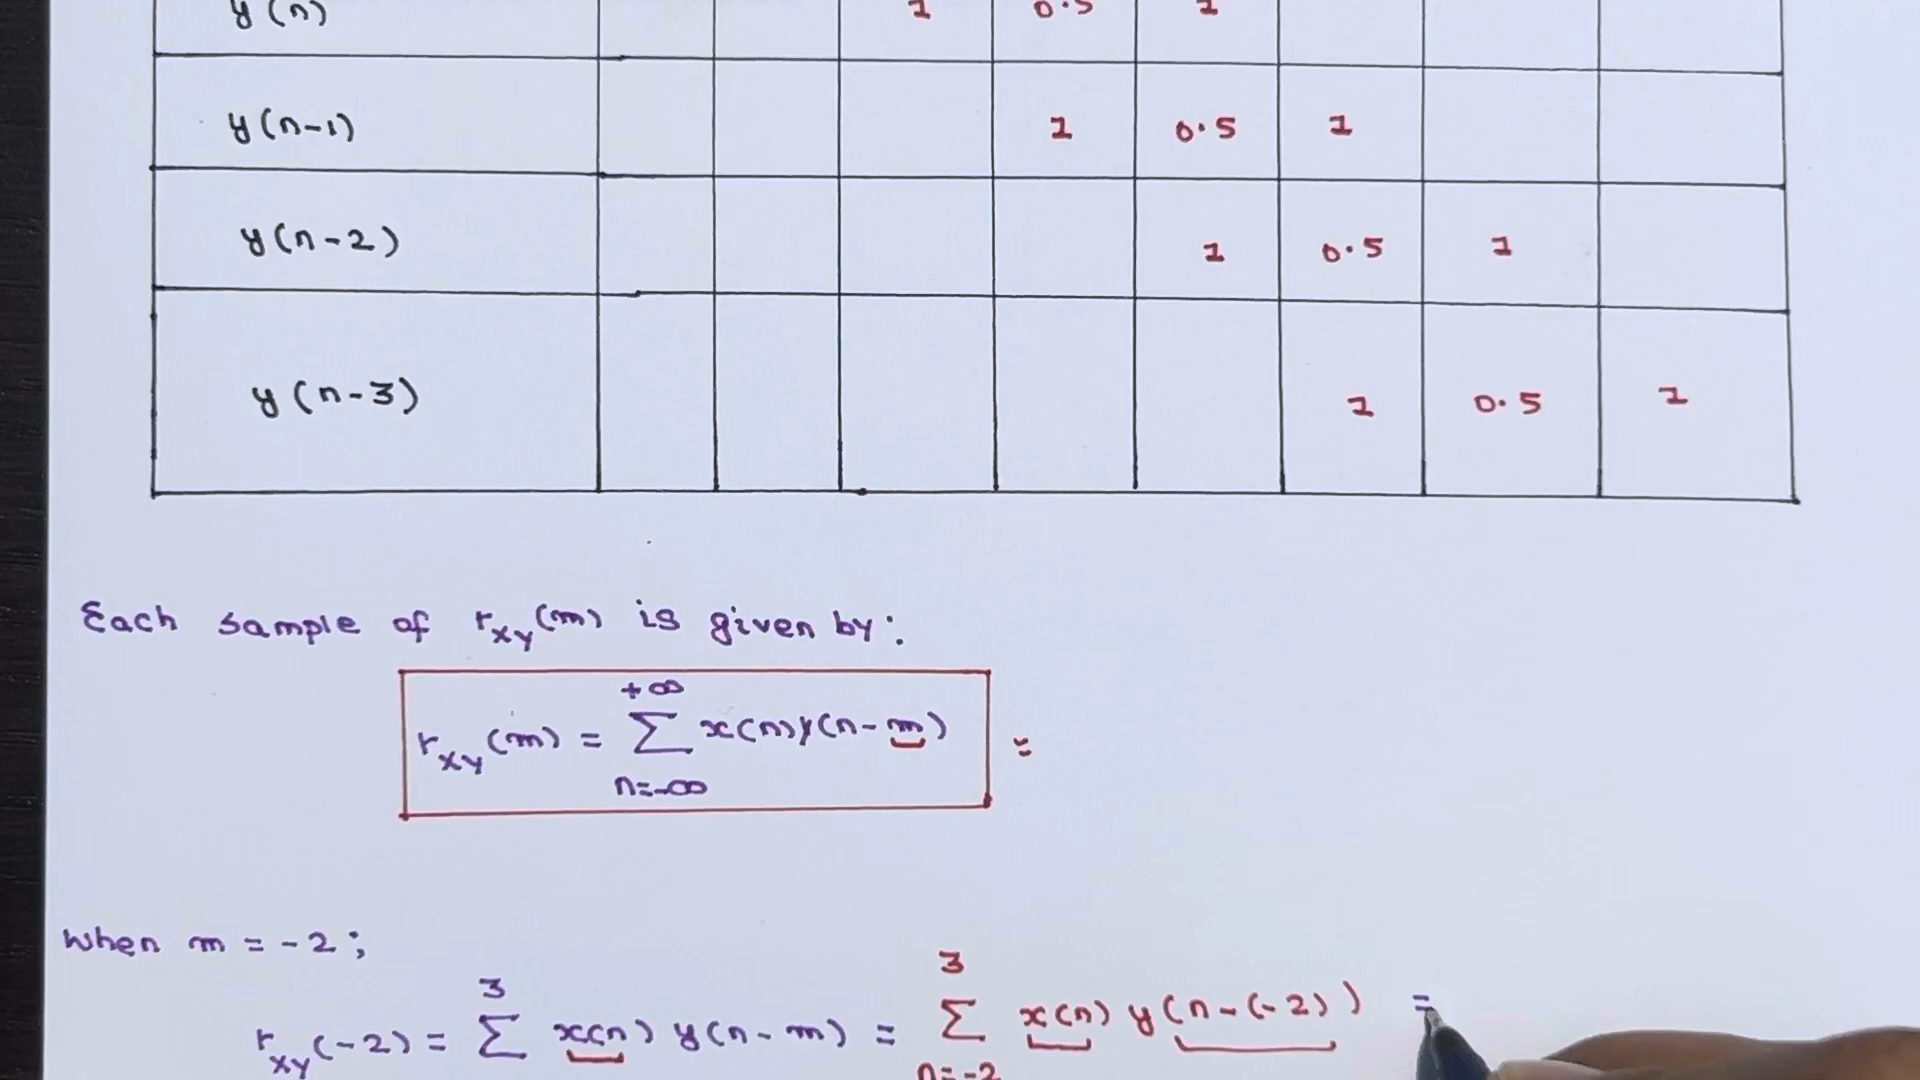 y(n) 1 0.5 1
y(n-1) 1 0.5 1
y(n-2) 1 0.5 1
y(n-3) 1 0.5 1
Each sample of rxy(m) is given by:
+∞
rxy(m) = Σ x(n)y(n-m) =
n=-∞
When m = -2;
3 3
rxy(-2) = Σ x(n) y(n-m) = Σ x(n) y(n-(-2)) =
n=-2